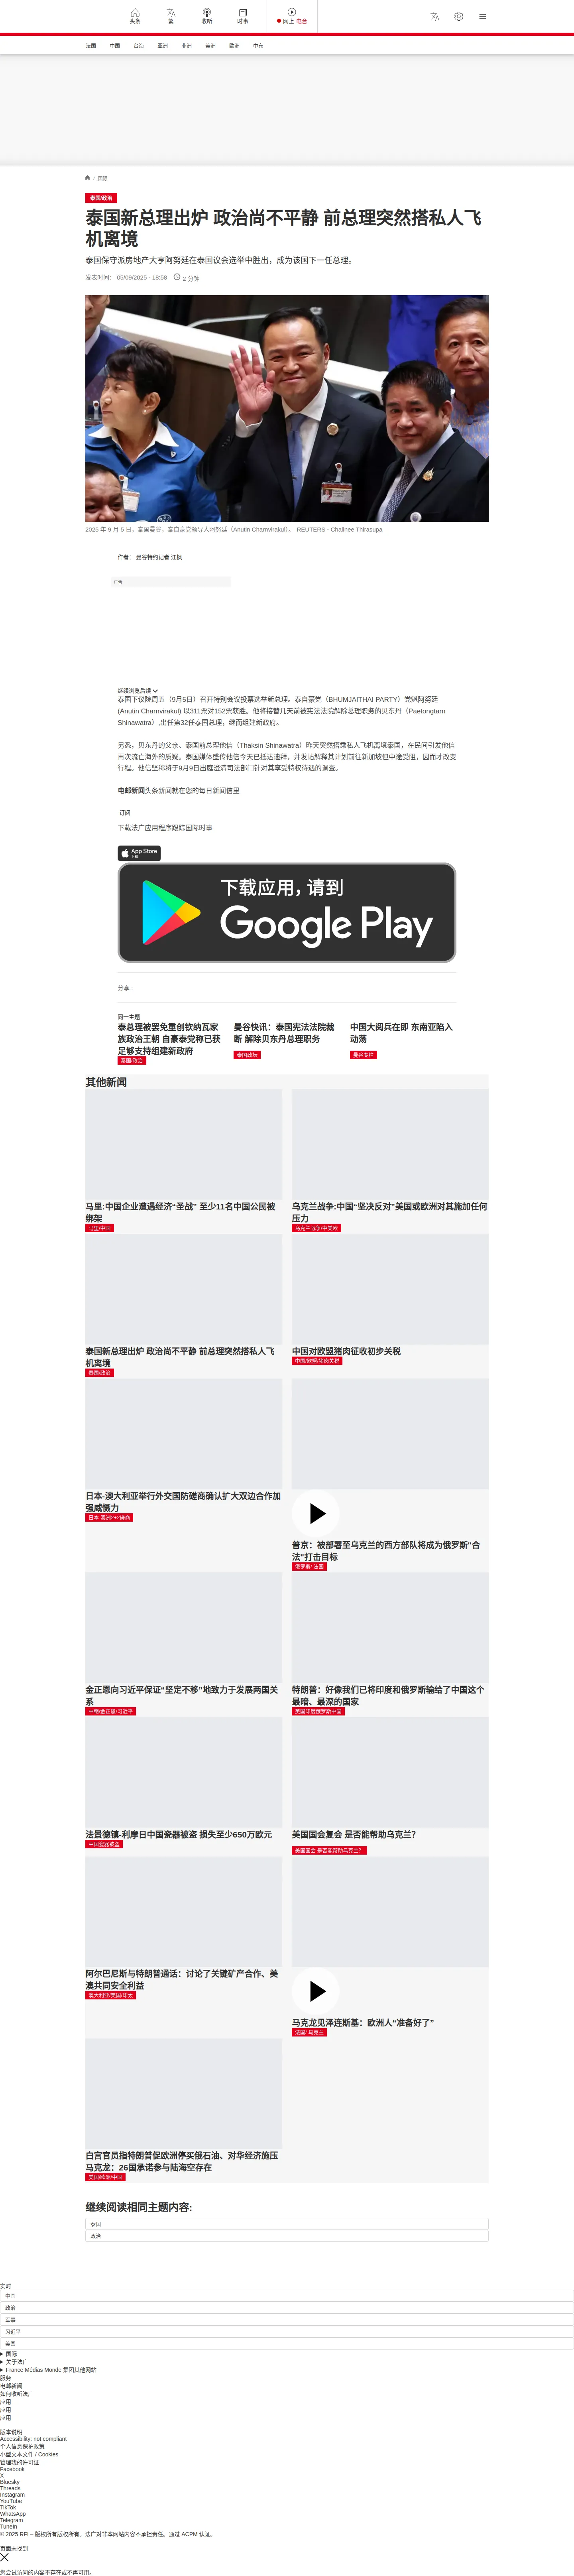 头条
繁
收听
时事
网上 电台
法国
中国
台海
亚洲
非洲
美洲
欧洲
中东
/ 国际
泰国/政治
泰国新总理出炉 政治尚不平静 前总理突然搭私人飞
机离境
泰国保守派房地产大亨阿努廷在泰国议会选举中胜出，成为该国下一任总理。
发表时间： 05/09/2025 - 18:58
2 分钟
2025 年 9 月 5 日，泰国曼谷，泰自豪党领导人阿努廷（Anutin Charnvirakul）。 REUTERS - Chalinee Thirasupa
作者： 曼谷特约记者 江枫
广告
继续浏览后续
泰国下议院周五（9月5日）召开特别会议投票选举新总理。泰自豪党（BHUMJAITHAI PARTY）党魁阿努廷
(Anutin Charnvirakul) 以311票对152票获胜。他将接替几天前被宪法法院解除总理职务的贝东丹（Paetongtarn
Shinawatra）,出任第32任泰国总理，继而组建新政府。
另悉，贝东丹的父亲、泰国前总理他信（Thaksin Shinawatra）昨天突然搭乘私人飞机离境泰国，在民间引发他信
再次流亡海外的质疑。泰国媒体盛传他信今天已抵达迪拜，并发帖解释其计划前往新加坡但中途受阻，因而才改变
行程。他信坚称将于9月9日出庭澄清司法部门针对其享受特权待遇的调查。
电邮新闻头条新闻就在您的每日新闻信里
订阅
下载法广应用程序跟踪国际时事
App Store
下载
下载应用，请到
Google Play
分享 :
同一主题
泰总理被罢免重创钦纳瓦家
族政治王朝 自豪泰党称已获
足够支持组建新政府
泰国/政治
曼谷快讯：泰国宪法法院裁
断 解除贝东丹总理职务
泰国政坛
中国大阅兵在即 东南亚陷入
动荡
曼谷专栏
其他新闻
马里:中国企业遭遇经济“圣战” 至少11名中国公民被
绑架
马里/中国
乌克兰战争:中国“坚决反对”美国或欧洲对其施加任何
压力
乌克兰战争/中美欧
泰国新总理出炉 政治尚不平静 前总理突然搭私人飞
机离境
泰国/政治
中国对欧盟猪肉征收初步关税
中国/欧盟/猪肉关税
日本-澳大利亚举行外交国防磋商确认扩大双边合作加
强威慑力
日本-澳洲2+2磋商
普京：被部署至乌克兰的西方部队将成为俄罗斯"合
法"打击目标
俄罗斯/ 法国
金正恩向习近平保证“坚定不移”地致力于发展两国关
系
中朝/金正恩/习近平
特朗普：好像我们已将印度和俄罗斯输给了中国这个
最暗、最深的国家
美国印度俄罗斯中国
法景德镇-利摩日中国瓷器被盗 损失至少650万欧元
中国瓷器被盗
美国国会复会 是否能帮助乌克兰？
美国国会 是否能帮助乌克兰？
阿尔巴尼斯与特朗普通话：讨论了关键矿产合作、美
澳共同安全利益
澳大利亚/美国/印太
马克龙见泽连斯基：欧洲人“准备好了”
法国/ 乌克兰
白宫官员指特朗普促欧洲停买俄石油、对华经济施压
马克龙：26国承诺参与陆海空存在
美国/欧洲/中国
继续阅读相同主题内容:
泰国
政治
实时
中国
政治
军事
习近平
美国
国际
关于法广
France Médias Monde 集团其他网站
服务
电邮新闻
如何收听法广
应用
应用
应用
版本说明
Accessibility: not compliant
个人信息保护政策
小型文本文件 / Cookies
管理我的许可证
Facebook
X
Bluesky
Threads
Instagram
YouTube
TikTok
WhatsApp
Telegram
TuneIn
© 2025 RFI – 版权所有版权所有。法广对非本网站内容不承担责任。通过 ACPM 认证。
页面未找到
您尝试访问的内容不存在或不再可用。